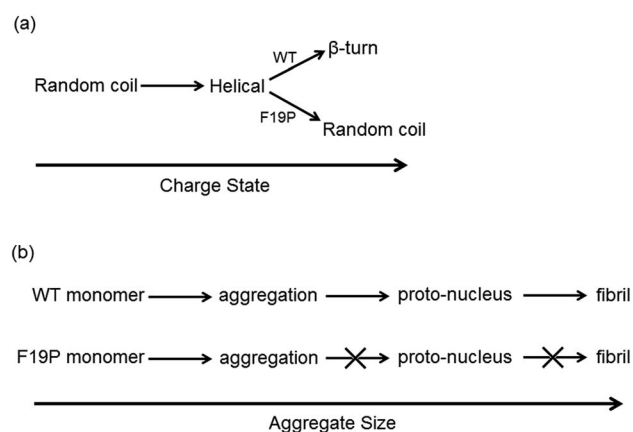 (a)
WT
β-turn
Random coil
Helical
F19P
Random coil
Charge State
(b)
WT monomer aggregation proto-nucleus fibril
F19P monomer aggregation proto-nucleus fibril
Aggregate Size